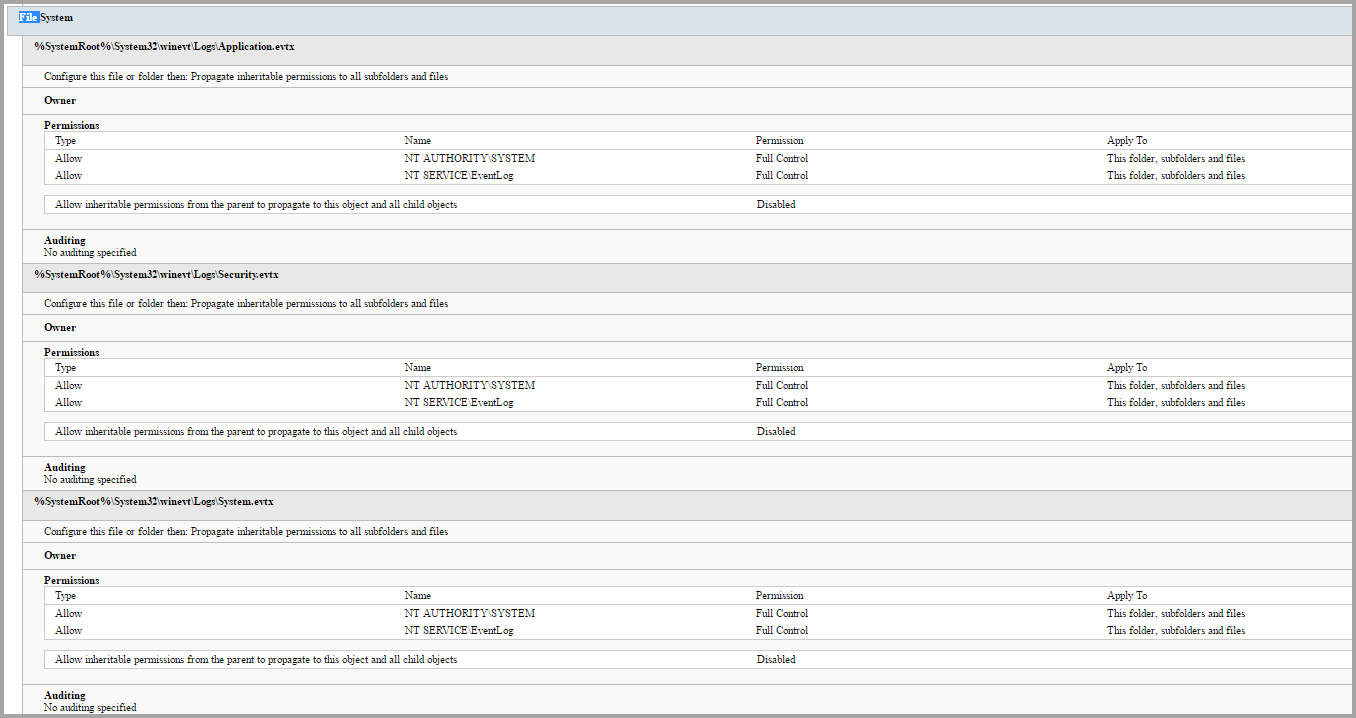 File System
%SystemRoot%\System32\winevt\Logs\Application.evtx
Configure this file or folder then: Propagate inheritable permissions to all subfolders and files
Owner
Permissions
Type Name Permission Apply To
Allow NT AUTHORITY\SYSTEM Full Control This folder, subfolders and files
Allow NT SERVICE\EventLog Full Control This folder, subfolders and files
Allow inheritable permissions from the parent to propagate to this object and all child objects Disabled
Auditing
No auditing specified
%SystemRoot%\System32\winevt\Logs\Security.evtx
Configure this file or folder then: Propagate inheritable permissions to all subfolders and files
Owner
Permissions
Type Name Permission Apply To
Allow NT AUTHORITY\SYSTEM Full Control This folder, subfolders and files
Allow NT SERVICE\EventLog Full Control This folder, subfolders and files
Allow inheritable permissions from the parent to propagate to this object and all child objects Disabled
Auditing
No auditing specified
%SystemRoot%\System32\winevt\Logs\System.evtx
Configure this file or folder then: Propagate inheritable permissions to all subfolders and files
Owner
Permissions
Type Name Permission Apply To
Allow NT AUTHORITY\SYSTEM Full Control This folder, subfolders and files
Allow NT SERVICE\EventLog Full Control This folder, subfolders and files
Allow inheritable permissions from the parent to propagate to this object and all child objects Disabled
Auditing
No auditing specified